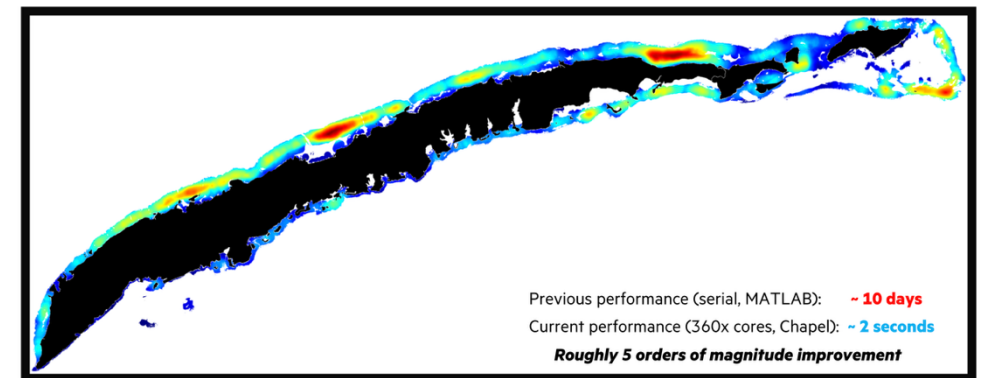 Previous performance (serial, MATLAB): ~ 10 days
Current performance (360x cores, Chapel): ~ 2 seconds
Roughly 5 orders of magnitude improvement